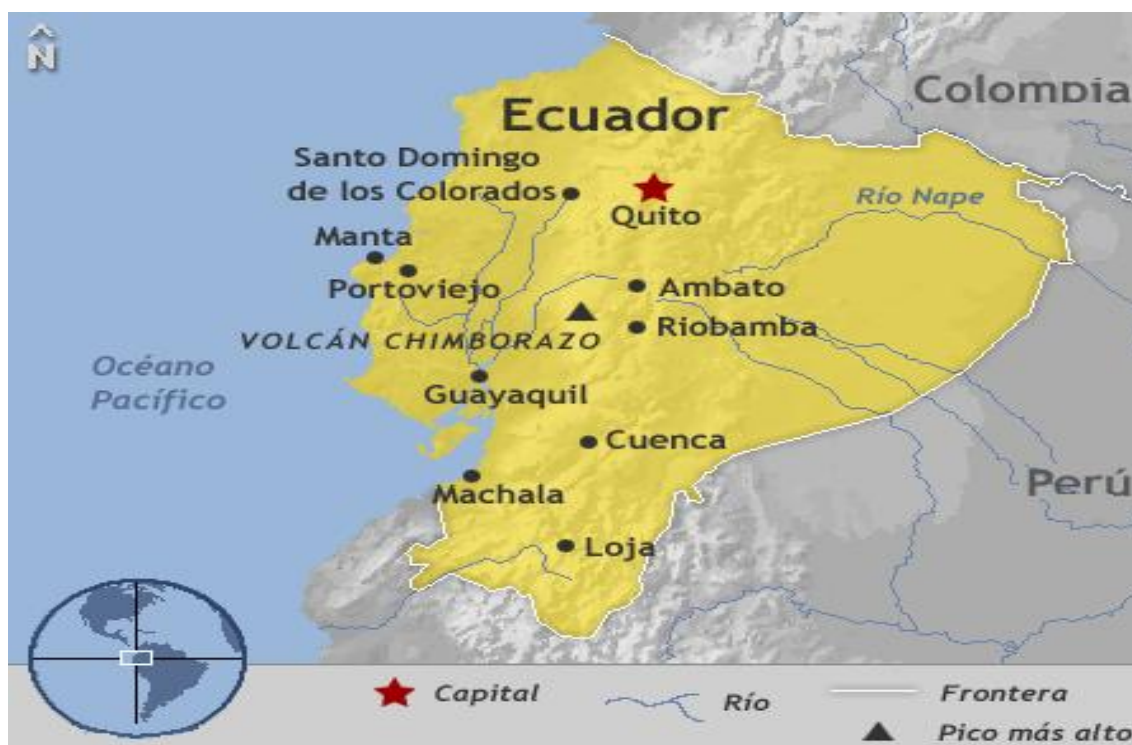 N
Colombia
Ecuador
Santo Domingo
de los Colorados
Quito
Río Nape
Manta
Portoviejo
Ambato
VOLCÁN CHIMBORAZO
Riobamba
Océano
Pacífico
Guayaquil
Cuenca
Perú
Machala
Loja
Capital
Río
Frontera
Pico más alto